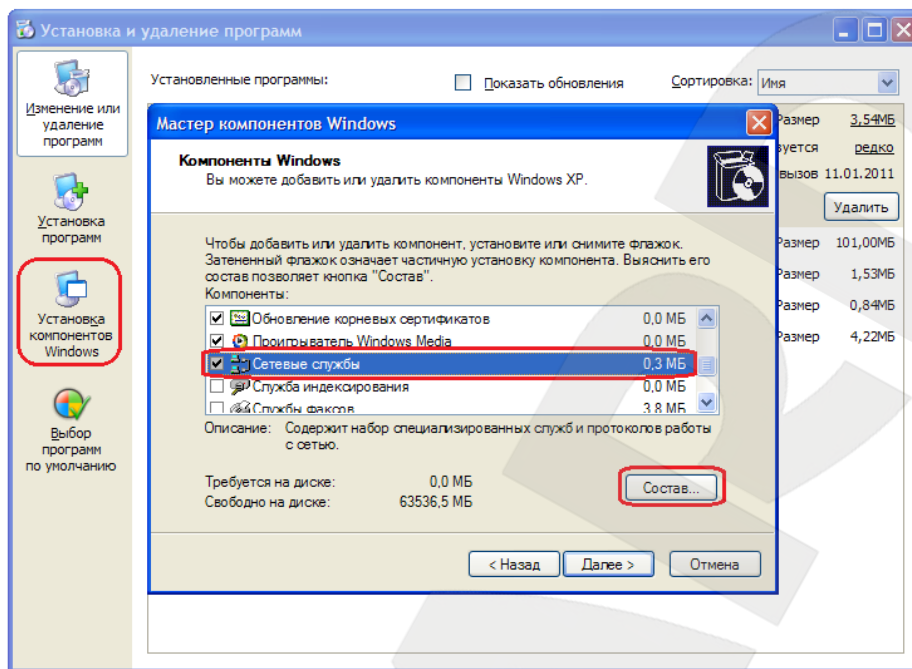 Установка и удаление программ
Изменение или
удаление
программ
Установка
программ
Установка
компонентов
Windows
Выбор
программ
по умолчанию
Установленные программы:
Показать обновления
Сортировка:
Имя
Размер 3,54МБ
зуется редко
вызов 11.01.2011
Удалить
Размер 101,00МБ
Размер 1,53МБ
Размер 0,84МБ
Размер 4,22МБ
Мастер компонентов Windows
Компоненты Windows
Вы можете добавить или удалить компоненты Windows XP.
Чтобы добавить или удалить компонент, установите или снимите флажок.
Затененный флажок означает частичную установку компонента. Выяснить его
состав позволяет кнопка "Состав".
Компоненты:
Обновление корневых сертификатов 0,0 МБ
Проигрыватель Windows Media 0,0 МБ
Сетевые службы 0,3 МБ
Служба индексирования 0,0 МБ
Службы факсов 3,8 МБ
Описание: Содержит набор специализированных служб и протоколов работы
с сетью.
Требуется на диске: 0,0 МБ
Свободно на диске: 63536,5 МБ
Состав...
< Назад
Далее >
Отмена